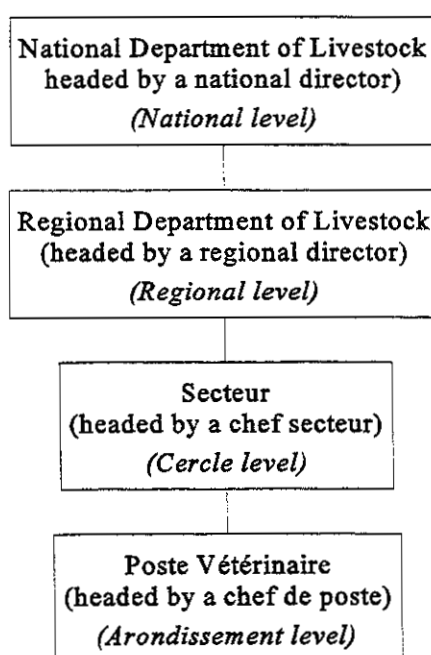 National Department of Livestock
headed by a national director)
(National level)
Regional Department of Livestock
(headed by a regional director)
(Regional level)
Secteur
(headed by a chef secteur)
(Cercle level)
Poste Vétérinaire
(headed by a chef de poste)
(Arondissement level)